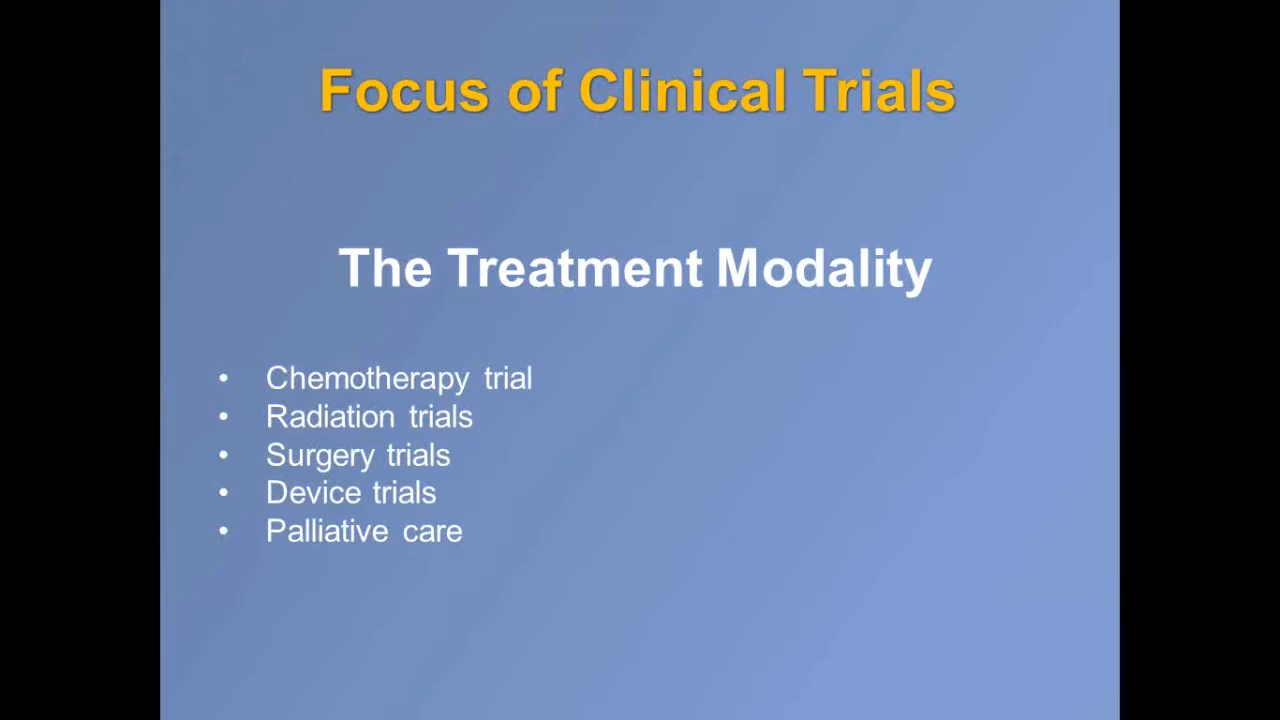 Focus of Clinical Trials
The Treatment Modality
• Chemotherapy trial
• Radiation trials
• Surgery trials
• Device trials
• Palliative care